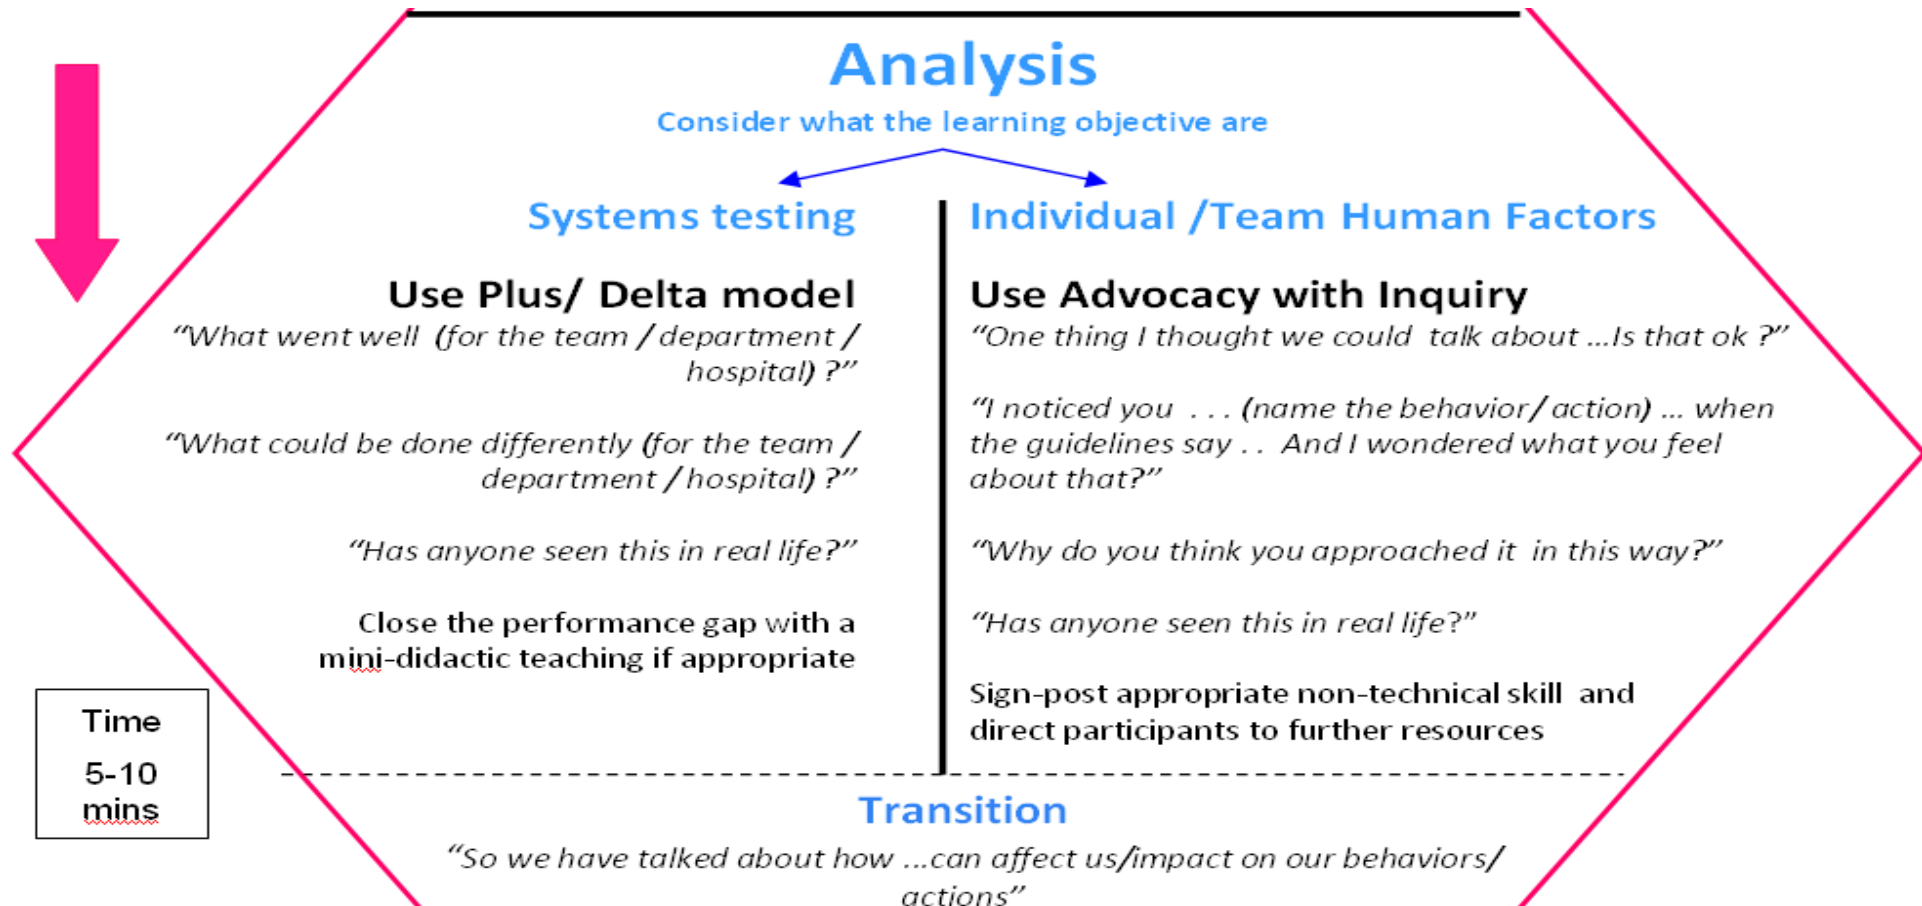 Analysis
Consider what the learning objective are
Systems testing
Use Plus/ Delta model
“What went well (for the team / department /
hospital) ?”
“What could be done differently (for the team /
department / hospital) ?”
“Has anyone seen this in real life?”
Close the performance gap with a
mini-didactic teaching if appropriate
Individual /Team Human Factors
Use Advocacy with Inquiry
“One thing I thought we could talk about ...Is that ok ?”
“I noticed you . . . (name the behavior/ action) ... when
the guidelines say . . And I wondered what you feel
about that?”
“Why do you think you approached it in this way?”
“Has anyone seen this in real life?”
Sign-post appropriate non-technical skill and
direct participants to further resources
Time
5-10
mins
Transition
“So we have talked about how ...can affect us/impact on our behaviors/
actions”